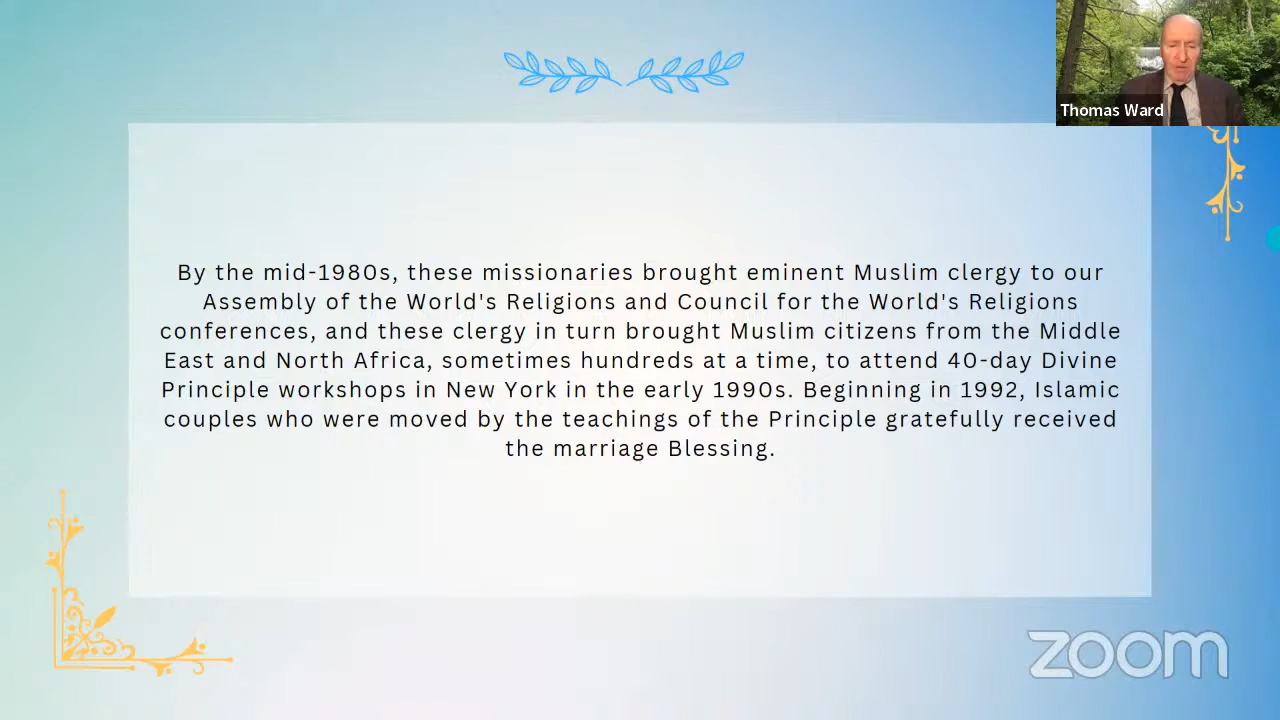 Thomas Ward
By the mid-1980s, these missionaries brought eminent Muslim clergy to our
Assembly of the World's Religions and Council for the World's Religions
conferences, and these clergy in turn brought Muslim citizens from the Middle
East and North Africa, sometimes hundreds at a time, to attend 40-day Divine
Principle workshops in New York in the early 1990s. Beginning in 1992, Islamic
couples who were moved by the teachings of the Principle gratefully received
the marriage Blessing.
zoom